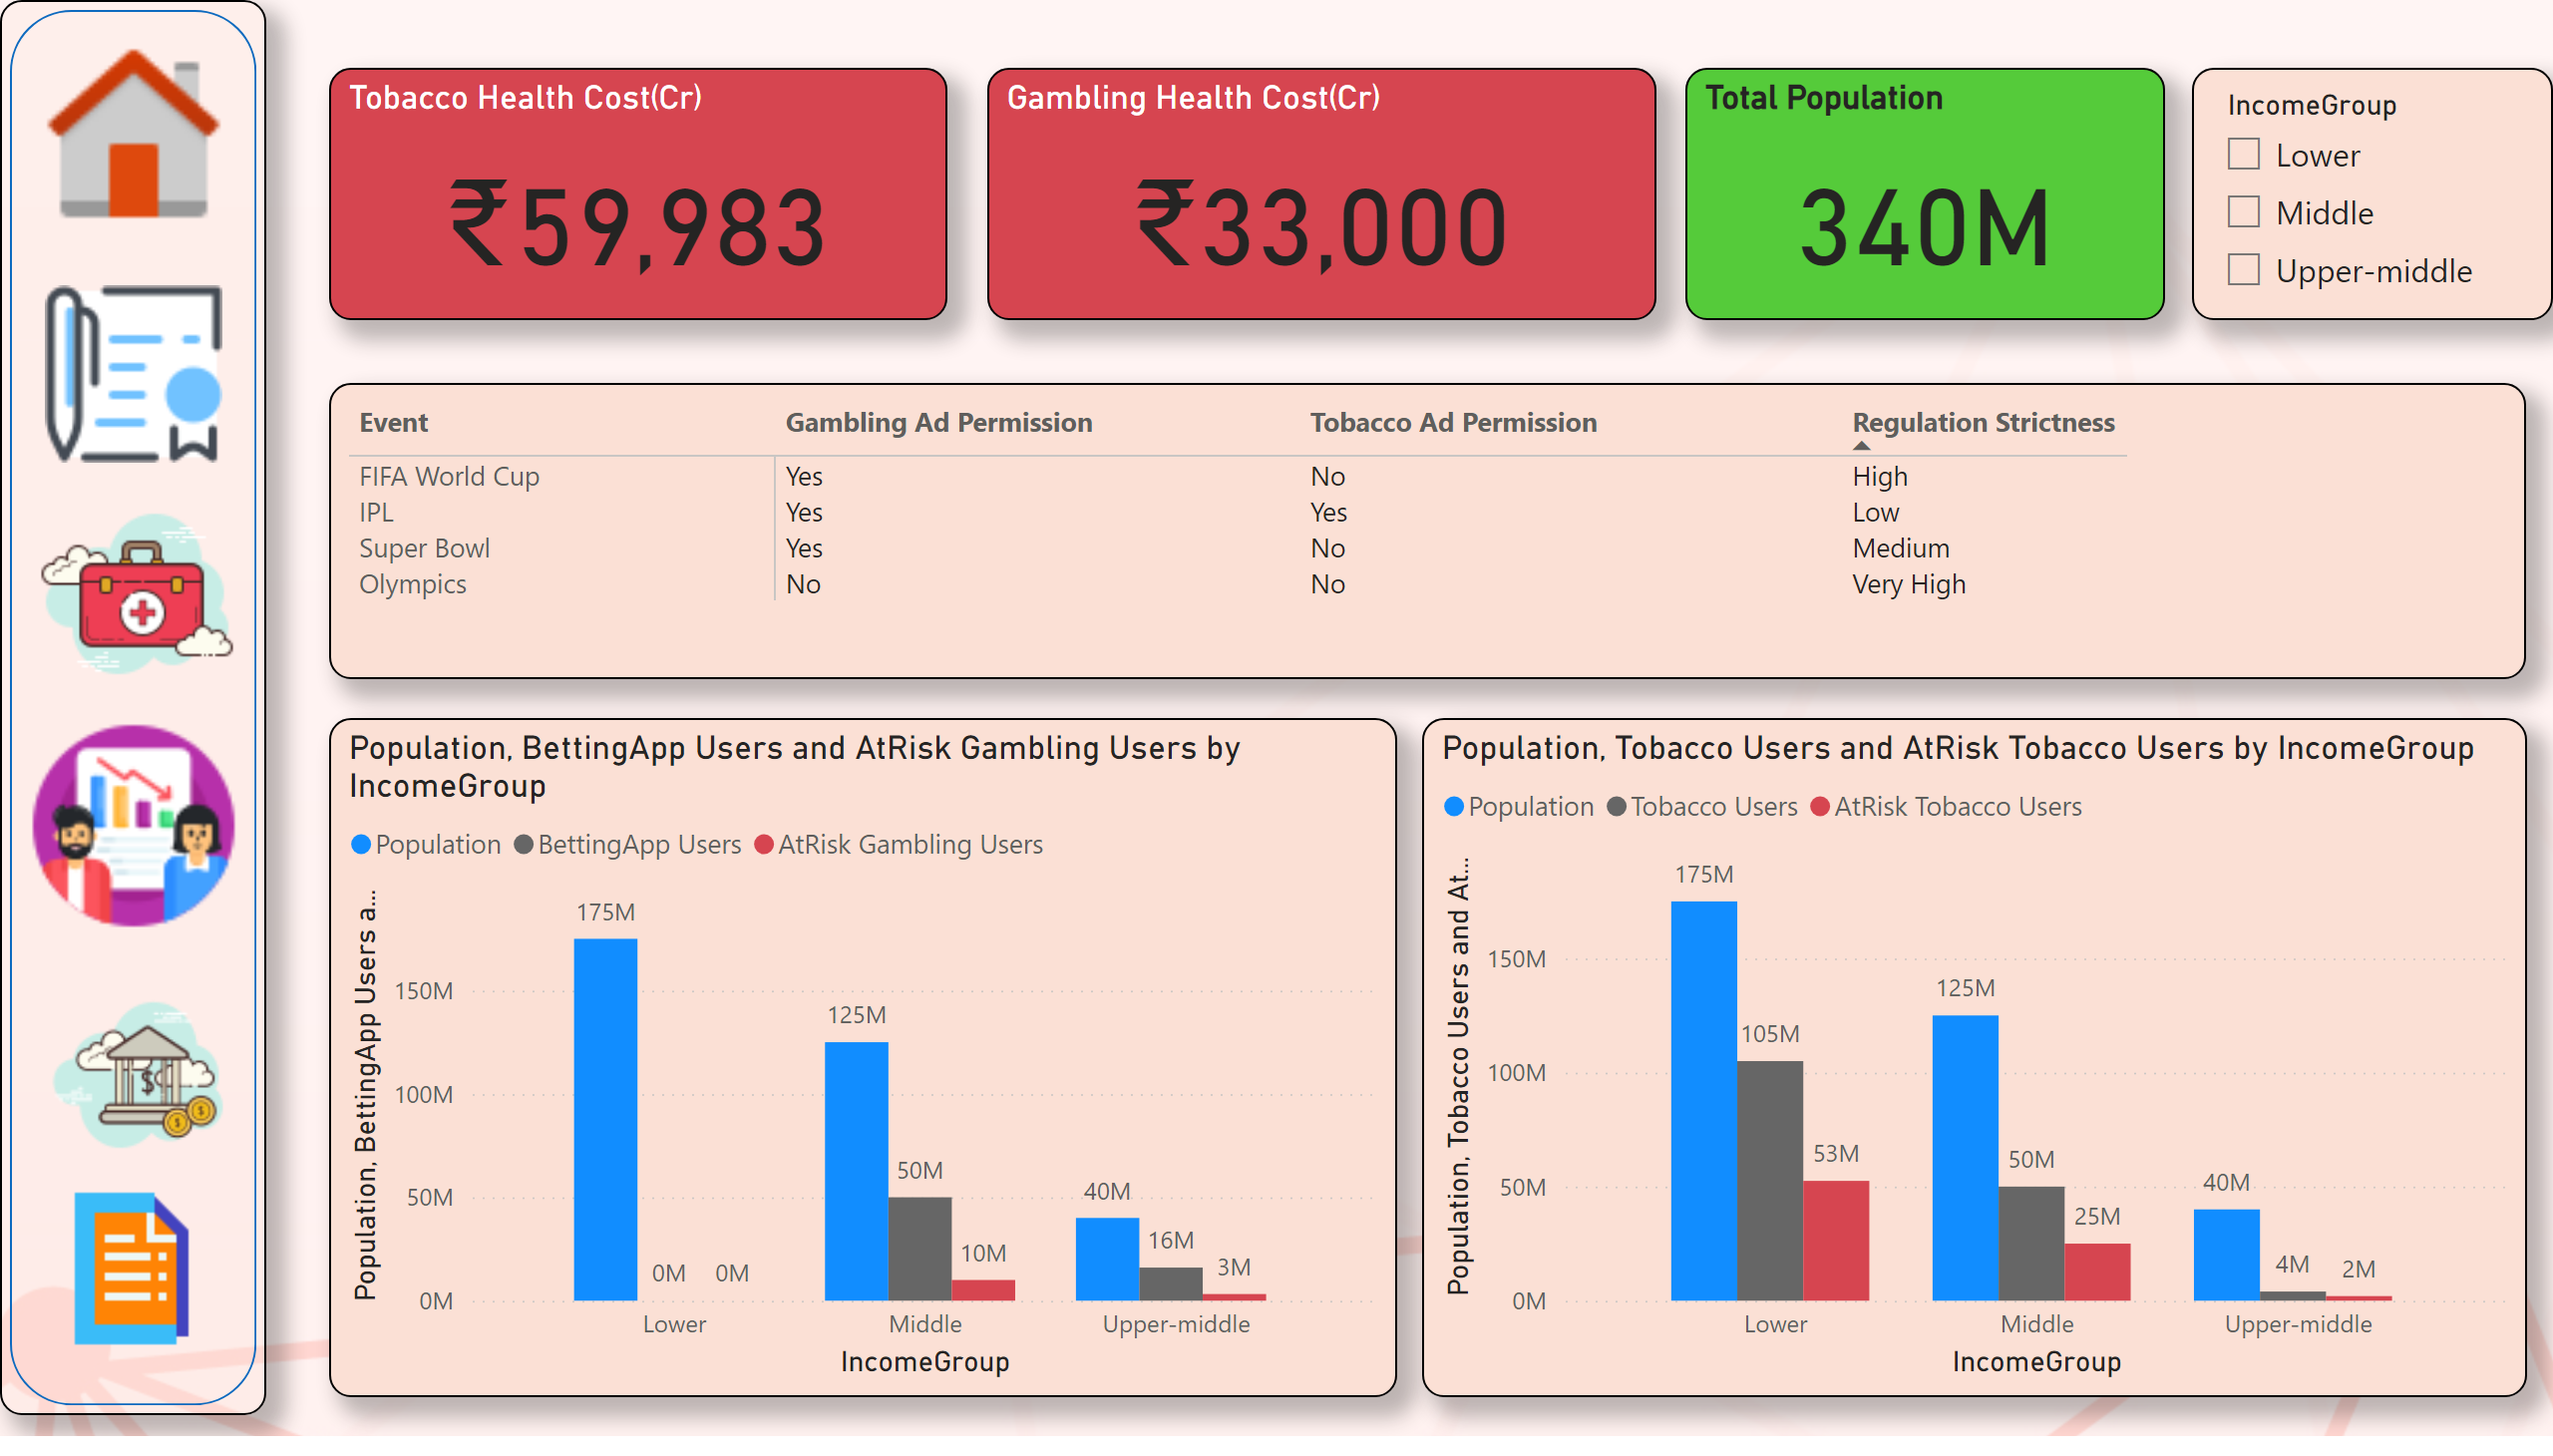 Tobacco Health Cost(Cr)
₹59,983
Gambling Health Cost(Cr)
₹33,000
Total Population
340M
IncomeGroup
Lower
Middle
Upper-middle
Event Gambling Ad Permission Tobacco Ad Permission Regulation Strictness
FIFA World Cup Yes No High
IPL Yes Yes Low
Super Bowl Yes No Medium
Olympics No No Very High
Population, BettingApp Users and AtRisk Gambling Users by
IncomeGroup
Population BettingApp Users AtRisk Gambling Users
Population, BettingApp Users a...
175M
150M
125M
100M
50M
50M
40M
16M
10M
3M
0M 0M
0M
Lower Middle Upper-middle
IncomeGroup
Population, Tobacco Users and AtRisk Tobacco Users by IncomeGroup
Population Tobacco Users AtRisk Tobacco Users
Population, Tobacco Users and At...
175M
150M
125M
105M
100M
53M
50M
50M
40M
25M
4M
2M
0M
Lower Middle Upper-middle
IncomeGroup